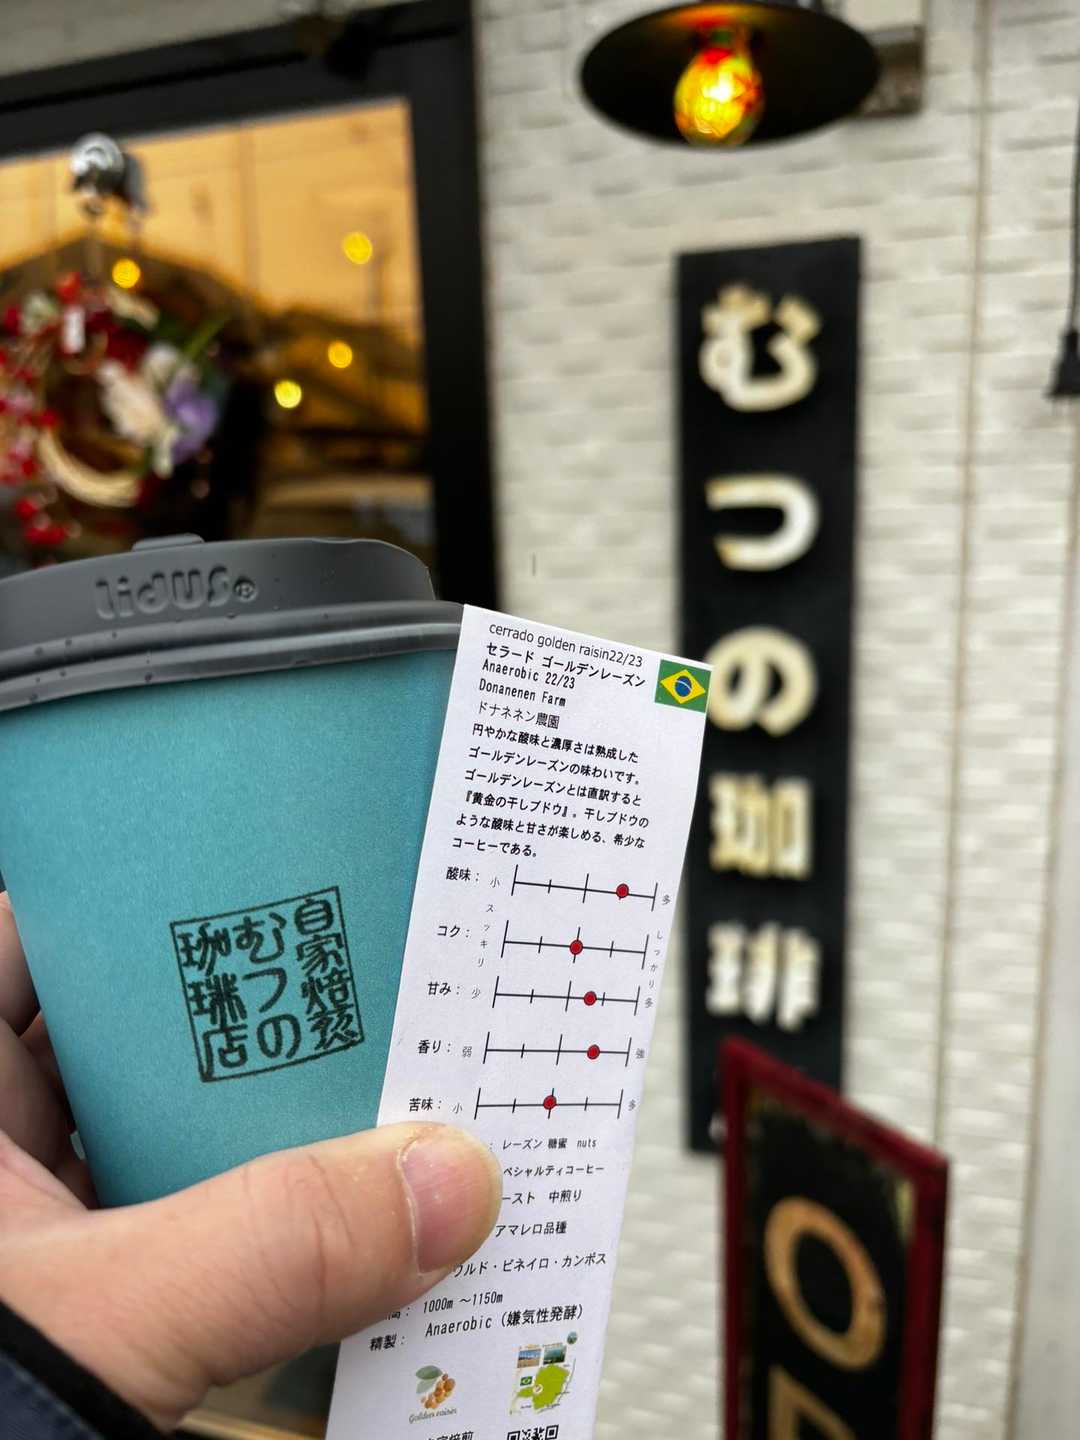 むつの珈琲
lidUS®
自家焙煎
むつの
珈琲店
cerrado golden raisin22/23
セラード ゴールデンレーズン
Anaerobic 22/23
Donanenen Farm
ドナネネン農園
円やかな酸味と濃厚さは熟成した
ゴールデンレーズンの味わいです。
ゴールデンレーズンとは直訳すると
『黄金の干しブドウ』。干しブドウの
ような酸味と甘さが楽しめる、希少な
コーヒーである。
酸味： 小 多
コク： スッキリ しっかり
甘み： 少 多
香り： 弱 強
苦味： 小 多
： レーズン 糖蜜 nuts
ペシャルティコーヒー
ースト 中煎り
アマレロ品種
ウルド・ピネイロ・カンポス
高： 1000m ～1150m
精製： Anaerobic（嫌気性発酵）
Golden raisin